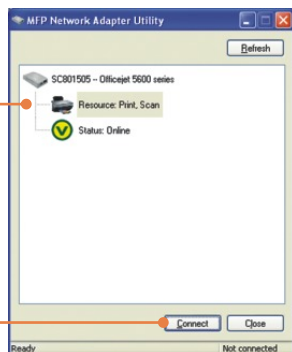 MFP Network Adapter Utility
Refresh
SC801505 -- Officejet 5600 series
Resource: Print, Scan
Status: Online
Connect
Close
Ready
Not connected